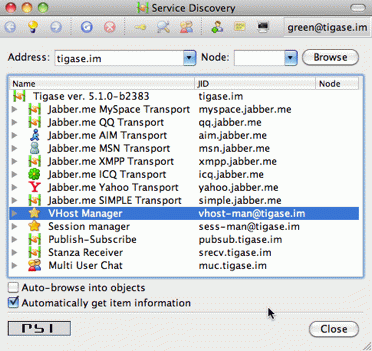 Service Discovery
green@tigase.im
Address: tigase.im Node: Browse
Name JID Node
Tigase ver. 5.1.0-b2383 tigase.im
Jabber.me MySpace Transport myspace.jabber.me
Jabber.me QQ Transport qq.jabber.me
Jabber.me AIM Transport aim.jabber.me
Jabber.me MSN Transport msn.jabber.me
Jabber.me XMPP Transport xmpp.jabber.me
Jabber.me ICQ Transport icq.jabber.me
Jabber.me Yahoo Transport yahoo.jabber.me
Jabber.me SIMPLE Transport simple.jabber.me
VHost Manager vhost-man@tigase.im
Session manager sess-man@tigase.im
Publish-Subscribe pubsub.tigase.im
Stanza Receiver srecv.tigase.im
Multi User Chat muc.tigase.im
Auto-browse into objects
Automatically get item information
PSI Close